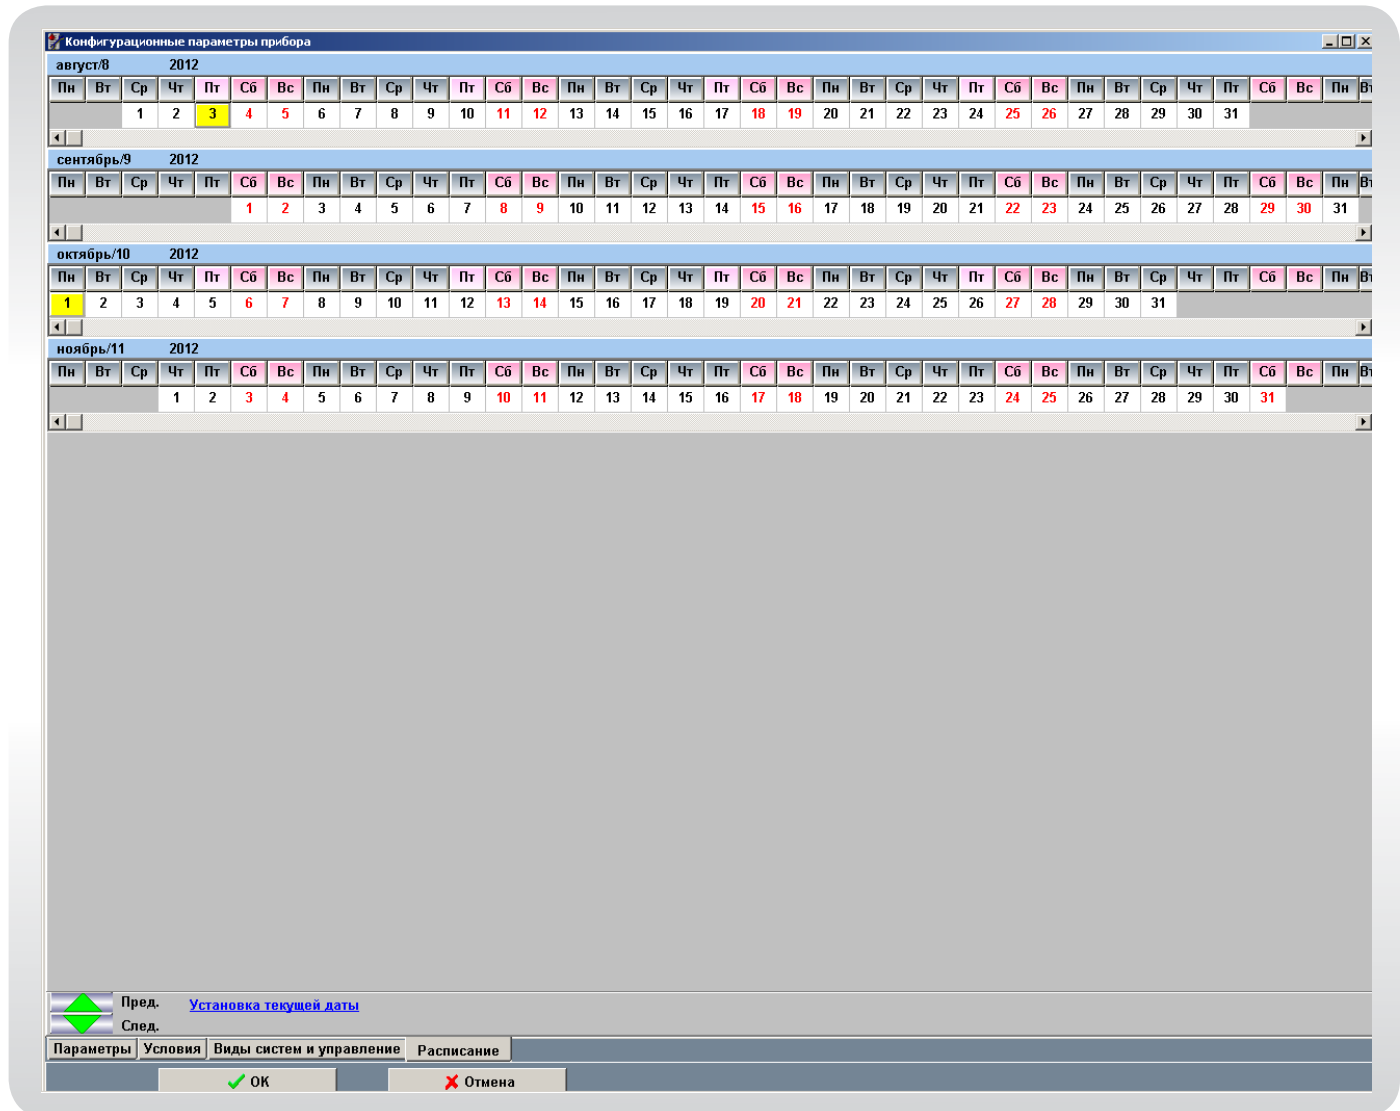 Конфигурационные параметры прибора
август/8 2012
Пн Вт Ср Чт Пт Сб Вс Пн Вт Ср Чт Пт Сб Вс Пн Вт Ср Чт Пт Сб Вс Пн Вт Ср Чт Пт Сб Вс Пн Вт Ср Чт Пт Сб Вс Пн Вт
1 2 3 4 5 6 7 8 9 10 11 12 13 14 15 16 17 18 19 20 21 22 23 24 25 26 27 28 29 30 31
сентябрь/9 2012
Пн Вт Ср Чт Пт Сб Вс Пн Вт Ср Чт Пт Сб Вс Пн Вт Ср Чт Пт Сб Вс Пн Вт Ср Чт Пт Сб Вс Пн Вт Ср Чт Пт Сб Вс Пн Вт
1 2 3 4 5 6 7 8 9 10 11 12 13 14 15 16 17 18 19 20 21 22 23 24 25 26 27 28 29 30 31
октябрь/10 2012
Пн Вт Ср Чт Пт Сб Вс Пн Вт Ср Чт Пт Сб Вс Пн Вт Ср Чт Пт Сб Вс Пн Вт Ср Чт Пт Сб Вс Пн Вт Ср Чт Пт Сб Вс Пн Вт
1 2 3 4 5 6 7 8 9 10 11 12 13 14 15 16 17 18 19 20 21 22 23 24 25 26 27 28 29 30 31
ноябрь/11 2012
Пн Вт Ср Чт Пт Сб Вс Пн Вт Ср Чт Пт Сб Вс Пн Вт Ср Чт Пт Сб Вс Пн Вт Ср Чт Пт Сб Вс Пн Вт Ср Чт Пт Сб Вс Пн Вт
1 2 3 4 5 6 7 8 9 10 11 12 13 14 15 16 17 18 19 20 21 22 23 24 25 26 27 28 29 30 31
Пред. Установка текущей даты
След.
Параметры Условия Виды систем и управление Расписание
ОК Отмена